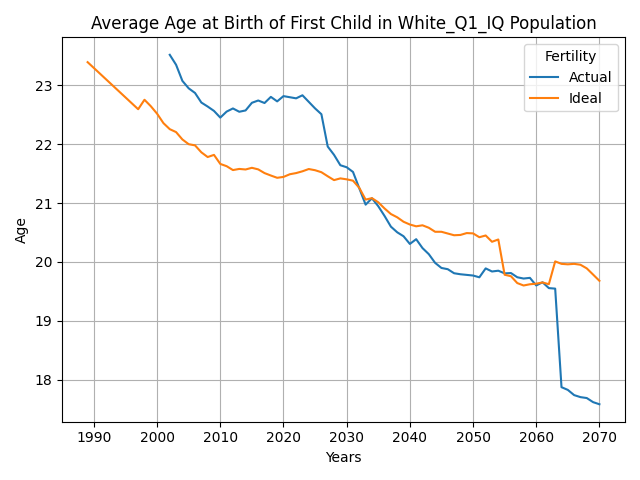 Average Age at Birth of First Child in White_Q1_IQ Population
Fertility
Actual
Ideal
Age
23
22
21
20
19
18
1990 2000 2010 2020 2030 2040 2050 2060 2070
Years